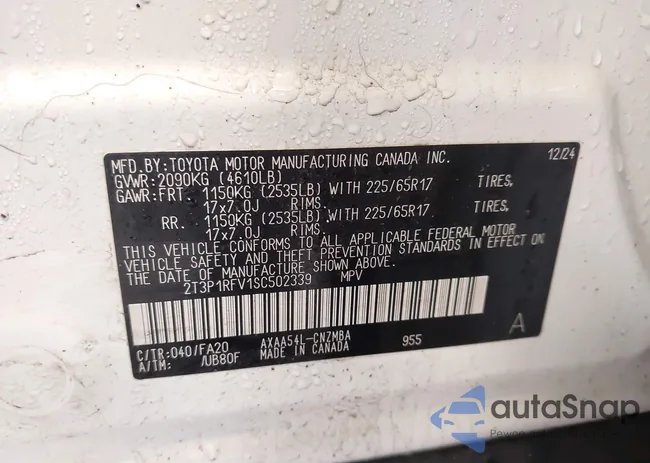 MFD.BY:TOYOTA MOTOR MANUFACTURING CANADA INC. 12/24
GVWR:2090KG (4610LB)
GAWR:FRT. 1150KG (2535LB) WITH 225/65R17 TIRES,
17x7.0J RIMS,
RR. 1150KG (2535LB) WITH 225/65R17 TIRES,
17x7.0J RIMS.
THIS VEHICLE CONFORMS TO ALL APPLICABLE FEDERAL MOTOR
VEHICLE SAFETY AND THEFT PREVENTION STANDARDS IN EFFECT ON
THE DATE OF MANUFACTURE SHOWN ABOVE.
2T3P1RFV1SC502339 MPV
C/TR:040/FA20 AXAA54L-CNZMBA 955 A
A/TM: /UB80F MADE IN CANADA
autaSnap